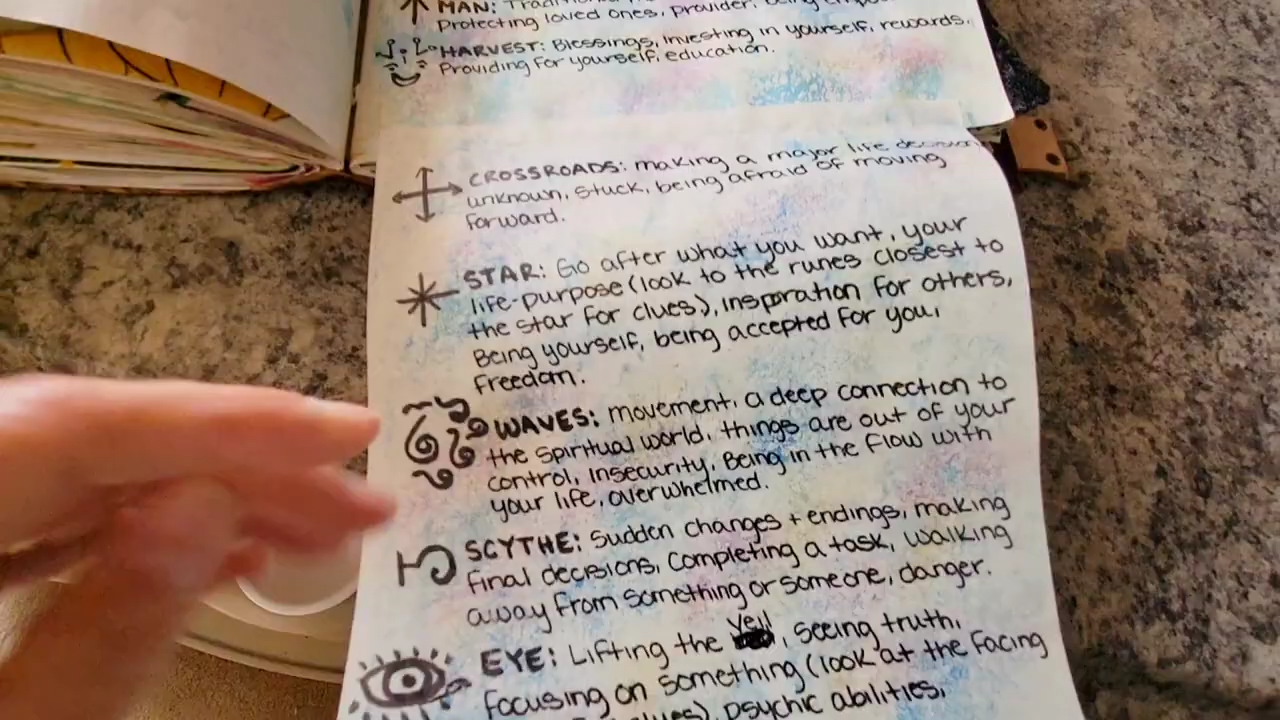 MAN:
Protecting loved ones, provider, being
HARVEST: Blessings, investing in yourself, rewards,
Providing for yourself, education.
CROSSROADS: making a major life decision
unknown, stuck, being afraid of moving
forward.
STAR: Go after what you want, your
life-purpose (look to the runes closest to
the star for clues), inspiration for others,
Being yourself, being accepted for you,
Freedom.
WAVES: movement, a deep connection to
the spiritual world, things are out of your
control, Insecurity, Being in the flow with
your life, overwhelmed.
SCYTHE: Sudden changes + endings, making
final decisions, completing a task, walking
away from something or someone, danger.
EYE: Lifting the veil, seeing truth,
focusing on something (look at the facing
psychic abilities,